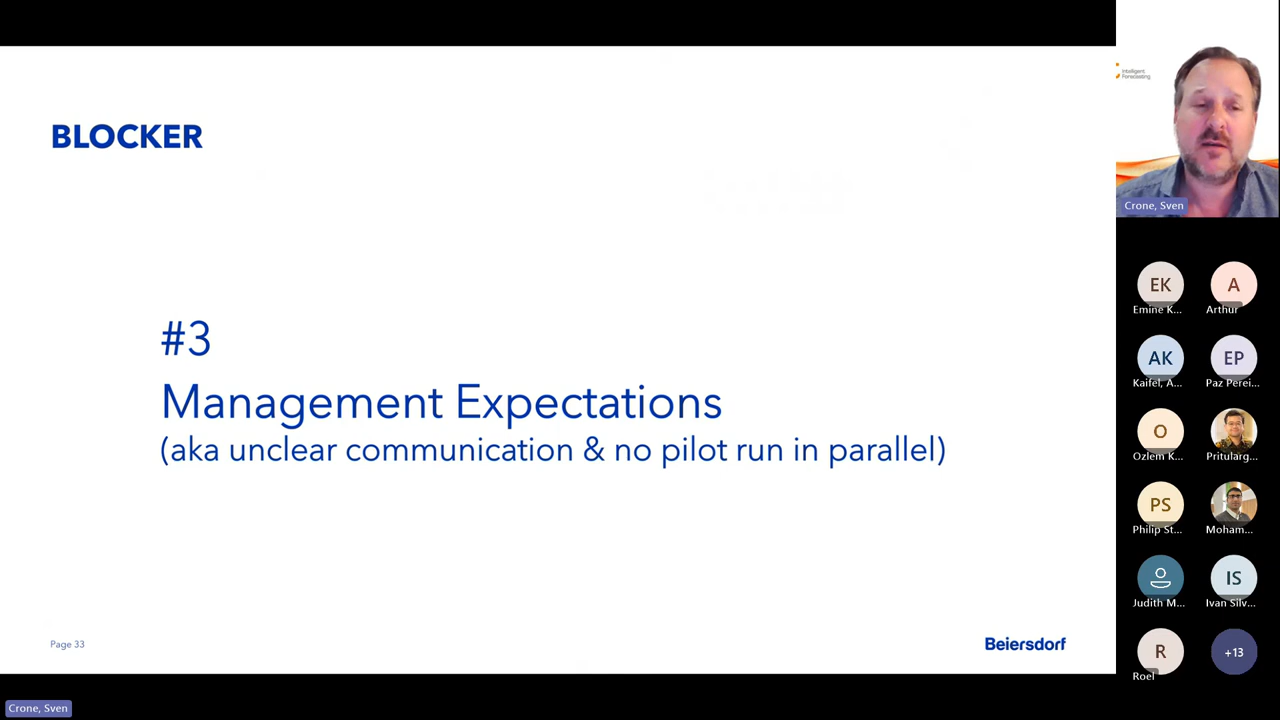 BLOCKER
#3
Management Expectations
(aka unclear communication & no pilot run in parallel)
Page 33
Beiersdorf
Crone, Sven
Intelligent
Forecasting
Crone, Sven
EK
Emine K...
A
Arthur
AK
Kaifel, A...
EP
Paz Perei...
O
Ozlem K...
Pritularg...
PS
Philip St...
Moham...
Judith M...
IS
Ivan Silv...
R
Roel
+13